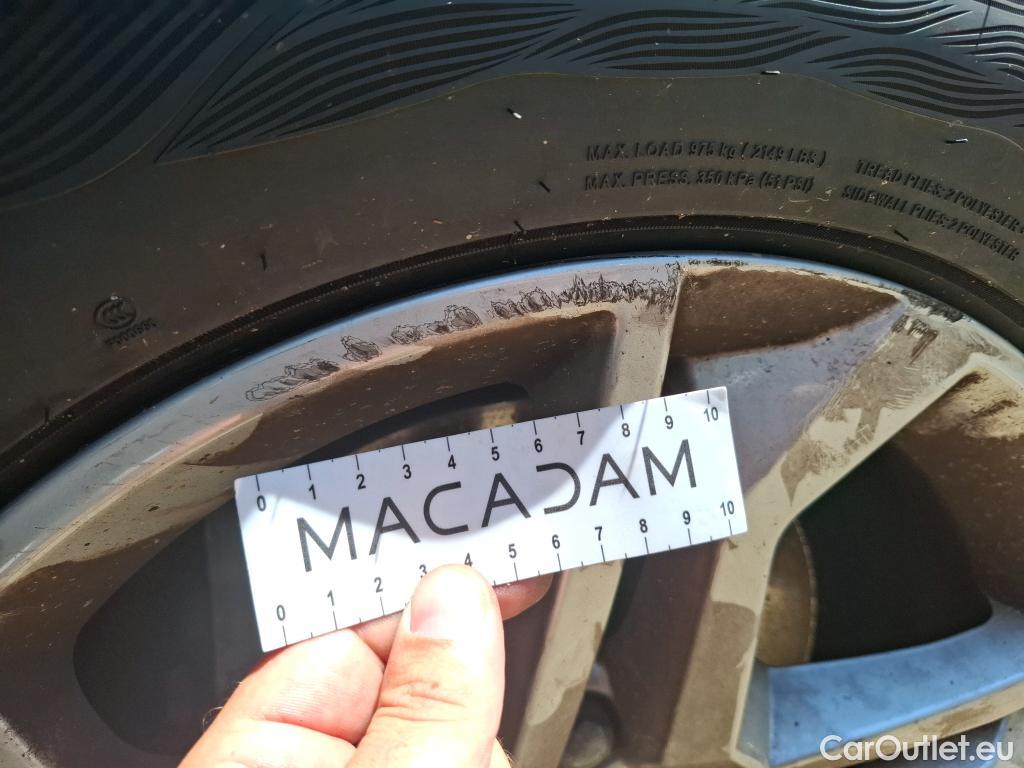 MAX. LOAD 975 kg ( 2149 LBS )
MAX. PRESS. 350 KPa (51 PSI)
TREAD PLIES: 2 POLYESTER
SIDEWALL PLIES: 2 POLYESTER
0 1 2 3 4 5 6 7 8 9 10
MACADAM
0 1 2 3 4 5 6 7 8 9 10
CarOutlet.eu